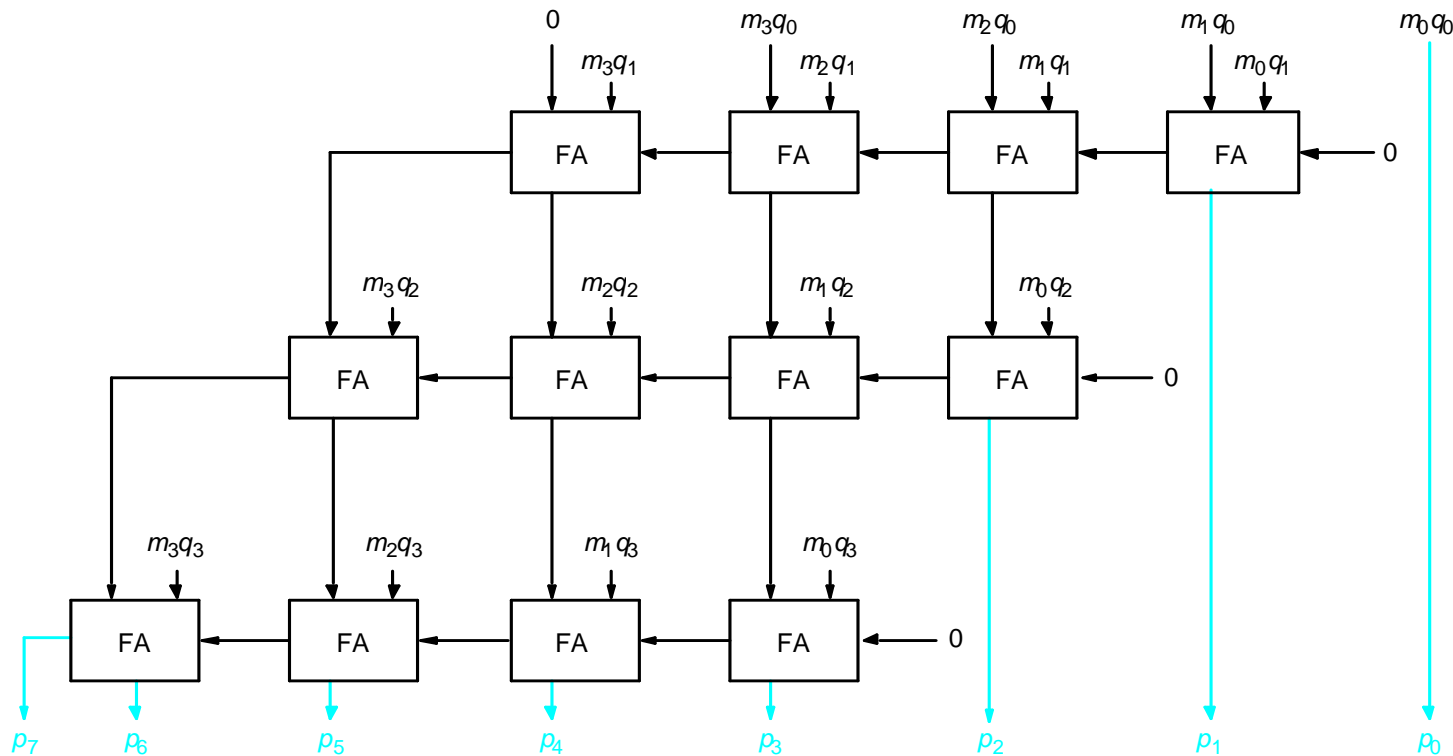 0 m₃q₀ m₂q₀ m₁q₀ m₀q₀
m₃q₁ m₂q₁ m₁q₁ m₀q₁
FA FA FA FA 0
m₃q₂ m₂q₂ m₁q₂ m₀q₂
FA FA FA FA 0
m₃q₃ m₂q₃ m₁q₃ m₀q₃
FA FA FA FA 0
p₇ p₆ p₅ p₄ p₃ p₂ p₁ p₀